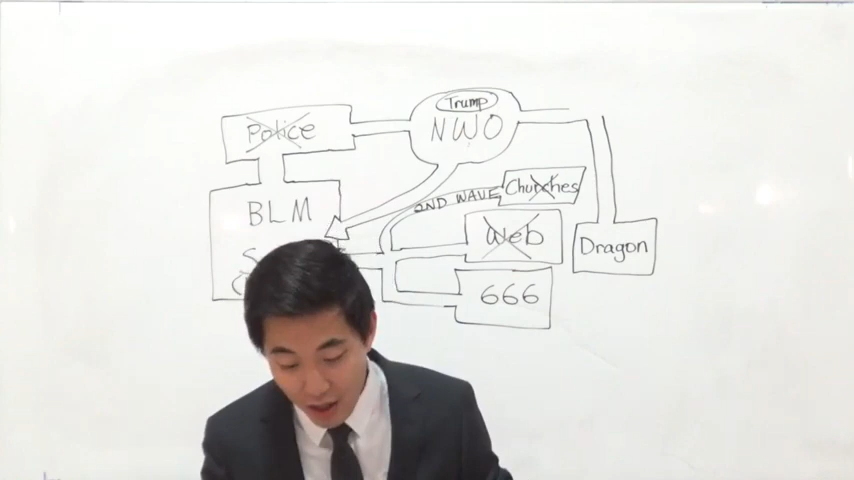 Trump
Police
NWO
Churches
2ND WAVE
BLM
Web
Dragon
666